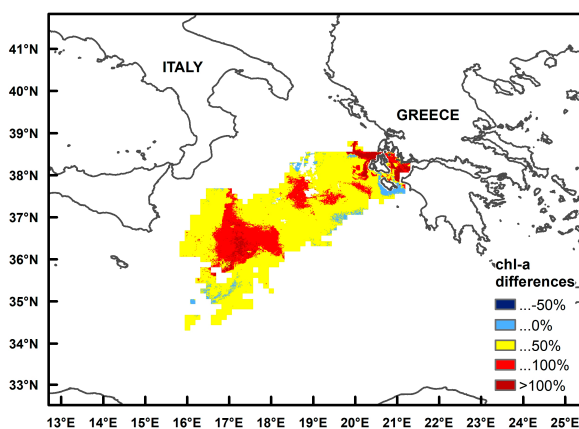 41°N
40°N
39°N
38°N
37°N
36°N
35°N
34°N
33°N
ITALY
GREECE
chl-a
differences
...-50%
...0%
...50%
...100%
>100%
13°E 14°E 15°E 16°E 17°E 18°E 19°E 20°E 21°E 22°E 23°E 24°E 25°E